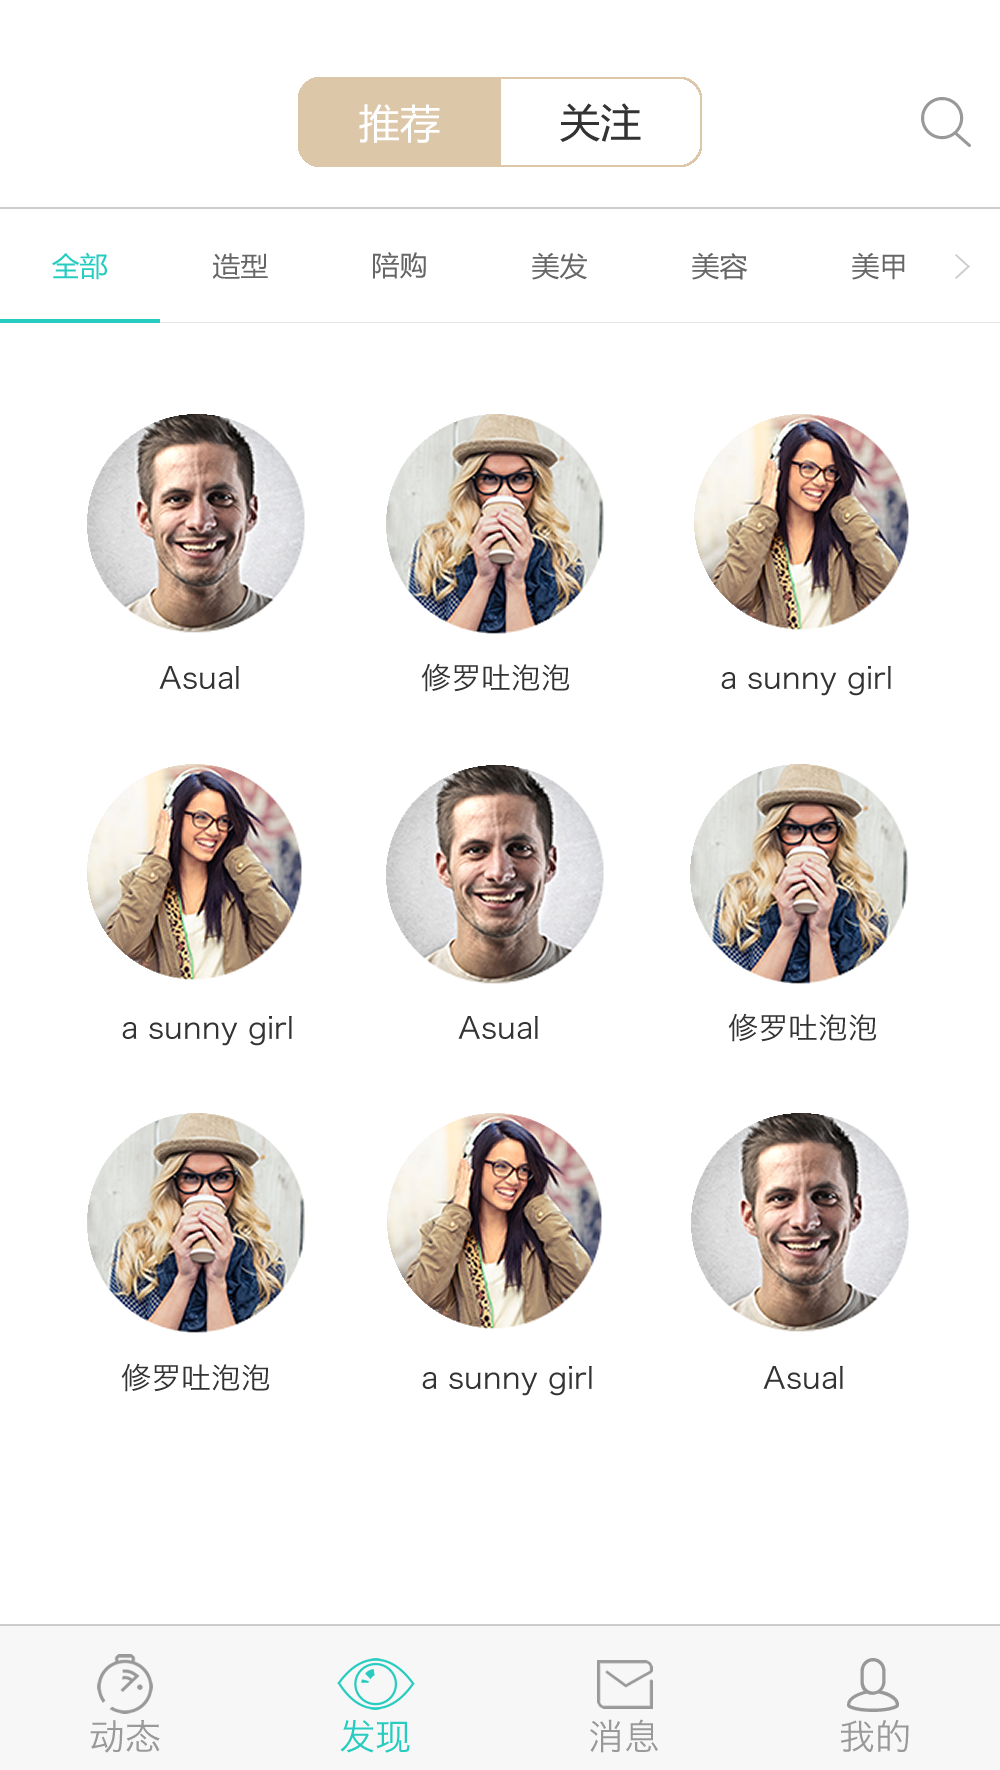 推荐 关注
全部 造型 陪购 美发 美容 美甲
Asual 修罗吐泡泡 a sunny girl
a sunny girl Asual 修罗吐泡泡
修罗吐泡泡 a sunny girl Asual
动态 发现 消息 我的